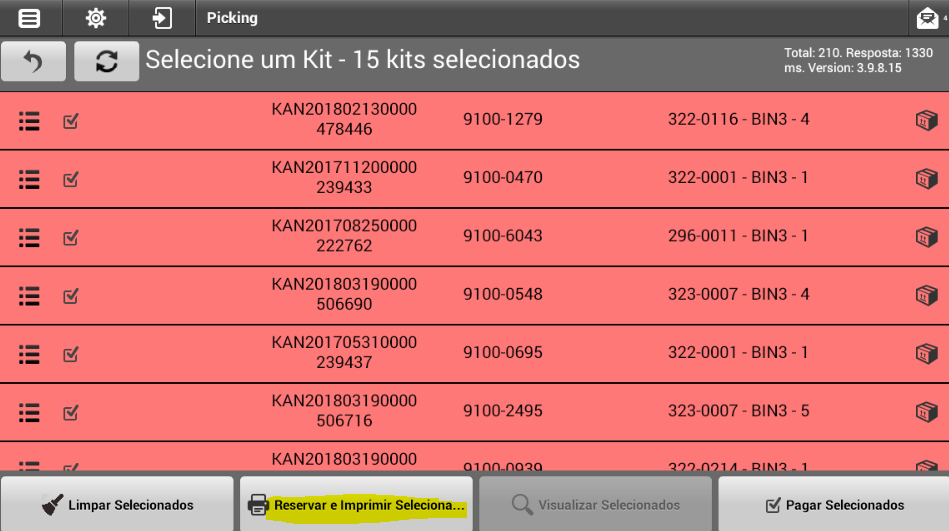 Picking
4
Selecione um Kit - 15 kits selecionados
Total: 210. Resposta: 1330
ms. Version: 3.9.8.15
KAN201802130000
478446
9100-1279
322-0116 - BIN3 - 4
KAN201711200000
239433
9100-0470
322-0001 - BIN3 - 1
KAN201708250000
222762
9100-6043
296-0011 - BIN3 - 1
KAN201803190000
506690
9100-0548
323-0007 - BIN3 - 4
KAN201705310000
239437
9100-0695
322-0001 - BIN3 - 1
KAN201803190000
506716
9100-2495
323-0007 - BIN3 - 5
KAN201803190000
9100-0939
322-0214 - BIN3 - 1
Limpar Selecionados
Reservar e Imprimir Seleciona...
Visualizar Selecionados
Pagar Selecionados